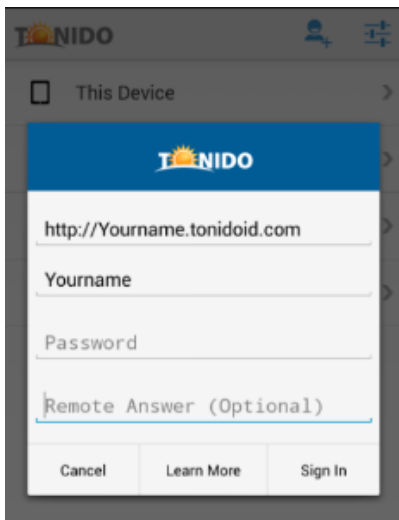 TONIDO
This Device
TONIDO
http://Yourname.tonidoid.com
Yourname
Password
Remote Answer (Optional)
Cancel Learn More Sign In